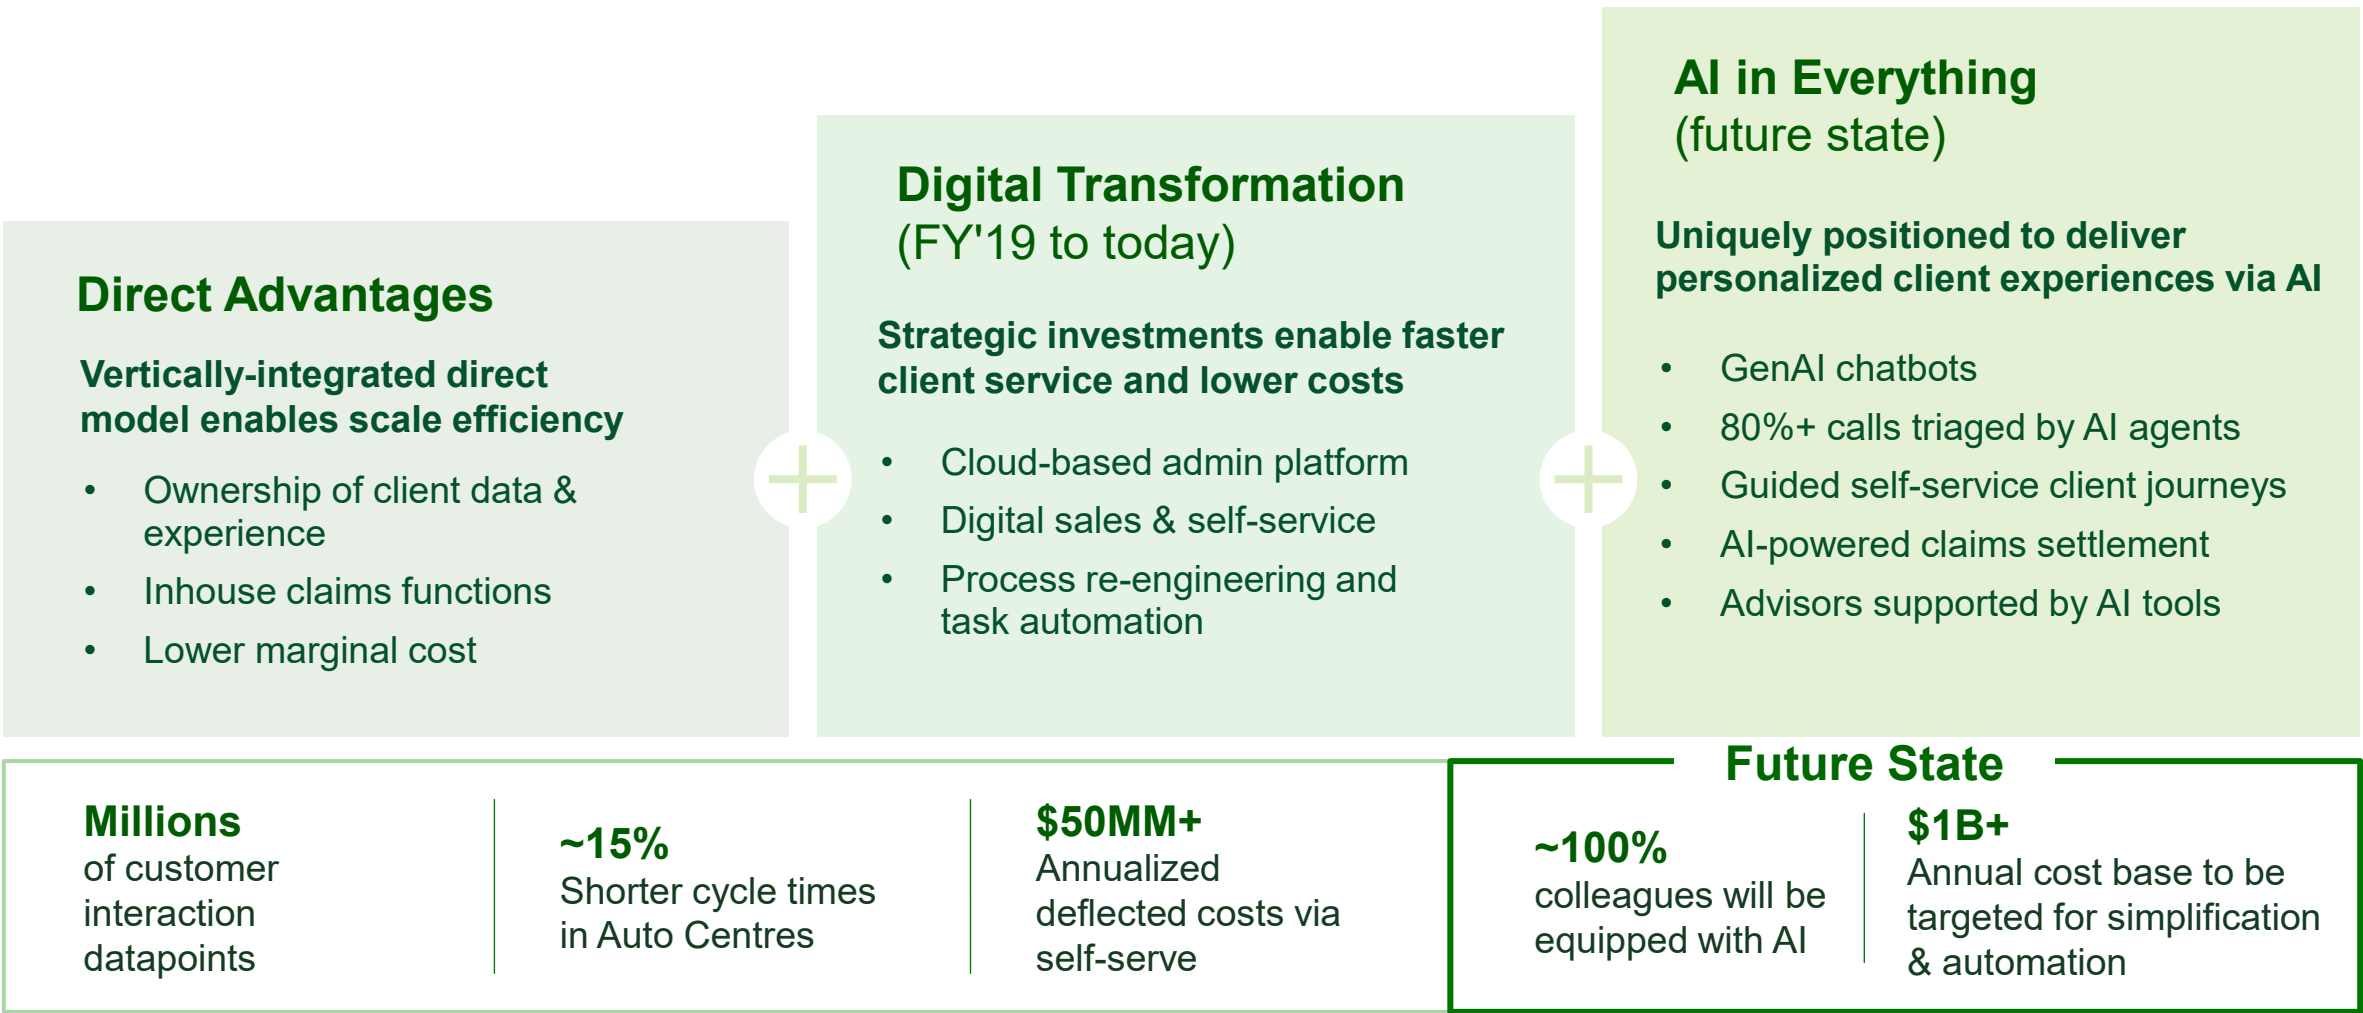 Direct Advantages
Vertically-integrated direct
model enables scale efficiency
• Ownership of client data &
experience
• Inhouse claims functions
• Lower marginal cost
Digital Transformation
(FY'19 to today)
Strategic investments enable faster
client service and lower costs
• Cloud-based admin platform
• Digital sales & self-service
• Process re-engineering and
task automation
AI in Everything
(future state)
Uniquely positioned to deliver
personalized client experiences via AI
• GenAI chatbots
• 80%+ calls triaged by AI agents
• Guided self-service client journeys
• AI-powered claims settlement
• Advisors supported by AI tools
Millions
of customer
interaction
datapoints
~15%
Shorter cycle times
in Auto Centres
$50MM+
Annualized
deflected costs via
self-serve
Future State
~100%
colleagues will be
equipped with AI
$1B+
Annual cost base to be
targeted for simplification
& automation